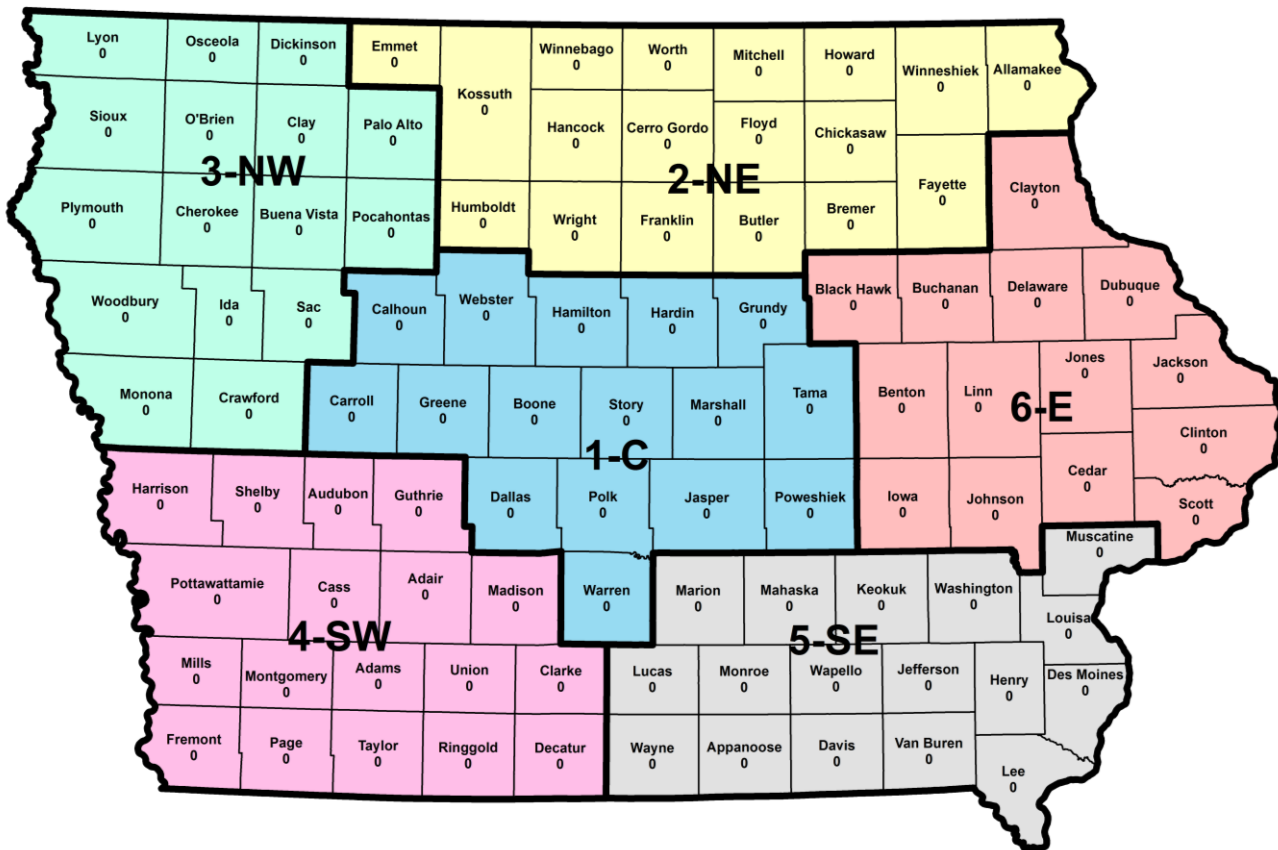 Lyon
0
Osceola
0
Dickinson
0
Emmet
0
Kossuth
0
Winnebago
0
Worth
0
Mitchell
0
Howard
0
Winneshiek
0
Allamakee
0
Sioux
0
O'Brien
0
Clay
0
Palo Alto
0
Hancock
0
Cerro Gordo
0
Floyd
0
Chickasaw
0
3-NW
2-NE
Fayette
0
Clayton
0
Plymouth
0
Cherokee
0
Buena Vista
0
Pocahontas
0
Humboldt
0
Wright
0
Franklin
0
Butler
0
Bremer
0
Woodbury
0
Ida
0
Sac
0
Calhoun
0
Webster
0
Hamilton
0
Hardin
0
Grundy
0
Black Hawk
0
Buchanan
0
Delaware
0
Dubuque
0
Monona
0
Crawford
0
Carroll
0
Greene
0
Boone
0
Story
0
Marshall
0
Tama
0
Benton
0
Linn
0
Jones
0
Jackson
0
6-E
1-C
Clinton
0
Harrison
0
Shelby
0
Audubon
0
Guthrie
0
Dallas
0
Polk
0
Jasper
0
Poweshiek
0
Iowa
0
Johnson
0
Cedar
0
Scott
0
Muscatine
0
Pottawattamie
0
Cass
0
Adair
0
Madison
0
Warren
0
Marion
0
Mahaska
0
Keokuk
0
Washington
0
Louisa
0
4-SW
5-SE
Mills
0
Montgomery
0
Adams
0
Union
0
Clarke
0
Lucas
0
Monroe
0
Wapello
0
Jefferson
0
Henry
0
Des Moines
0
Fremont
0
Page
0
Taylor
0
Ringgold
0
Decatur
0
Wayne
0
Appanoose
0
Davis
0
Van Buren
0
Lee
0